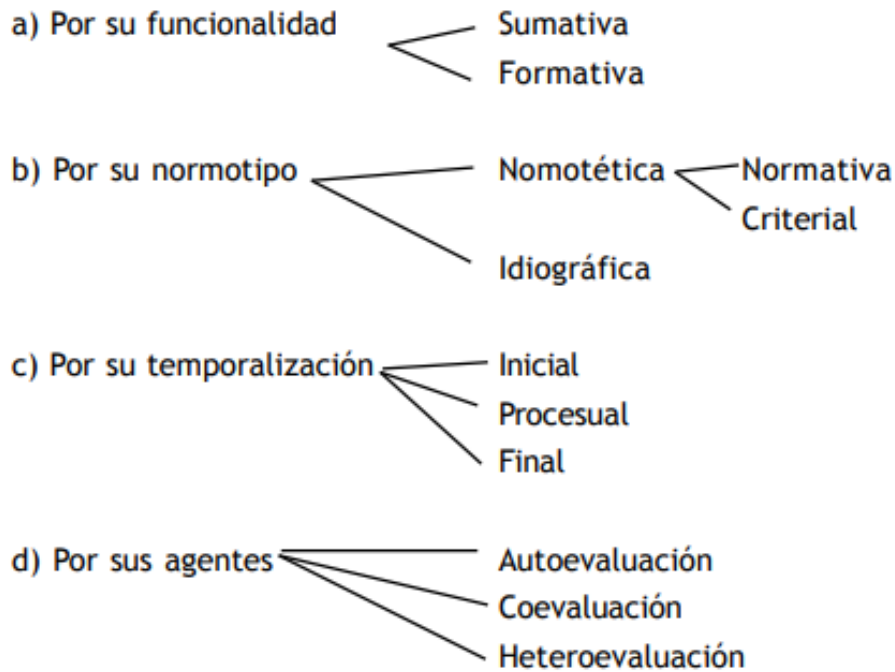 a) Por su funcionalidad Sumativa
Formativa
b) Por su normotipo Nomotética Normativa
Criterial
Idiográfica
c) Por su temporalización Inicial
Procesual
Final
d) Por sus agentes Autoevaluación
Coevaluación
Heteroevaluación